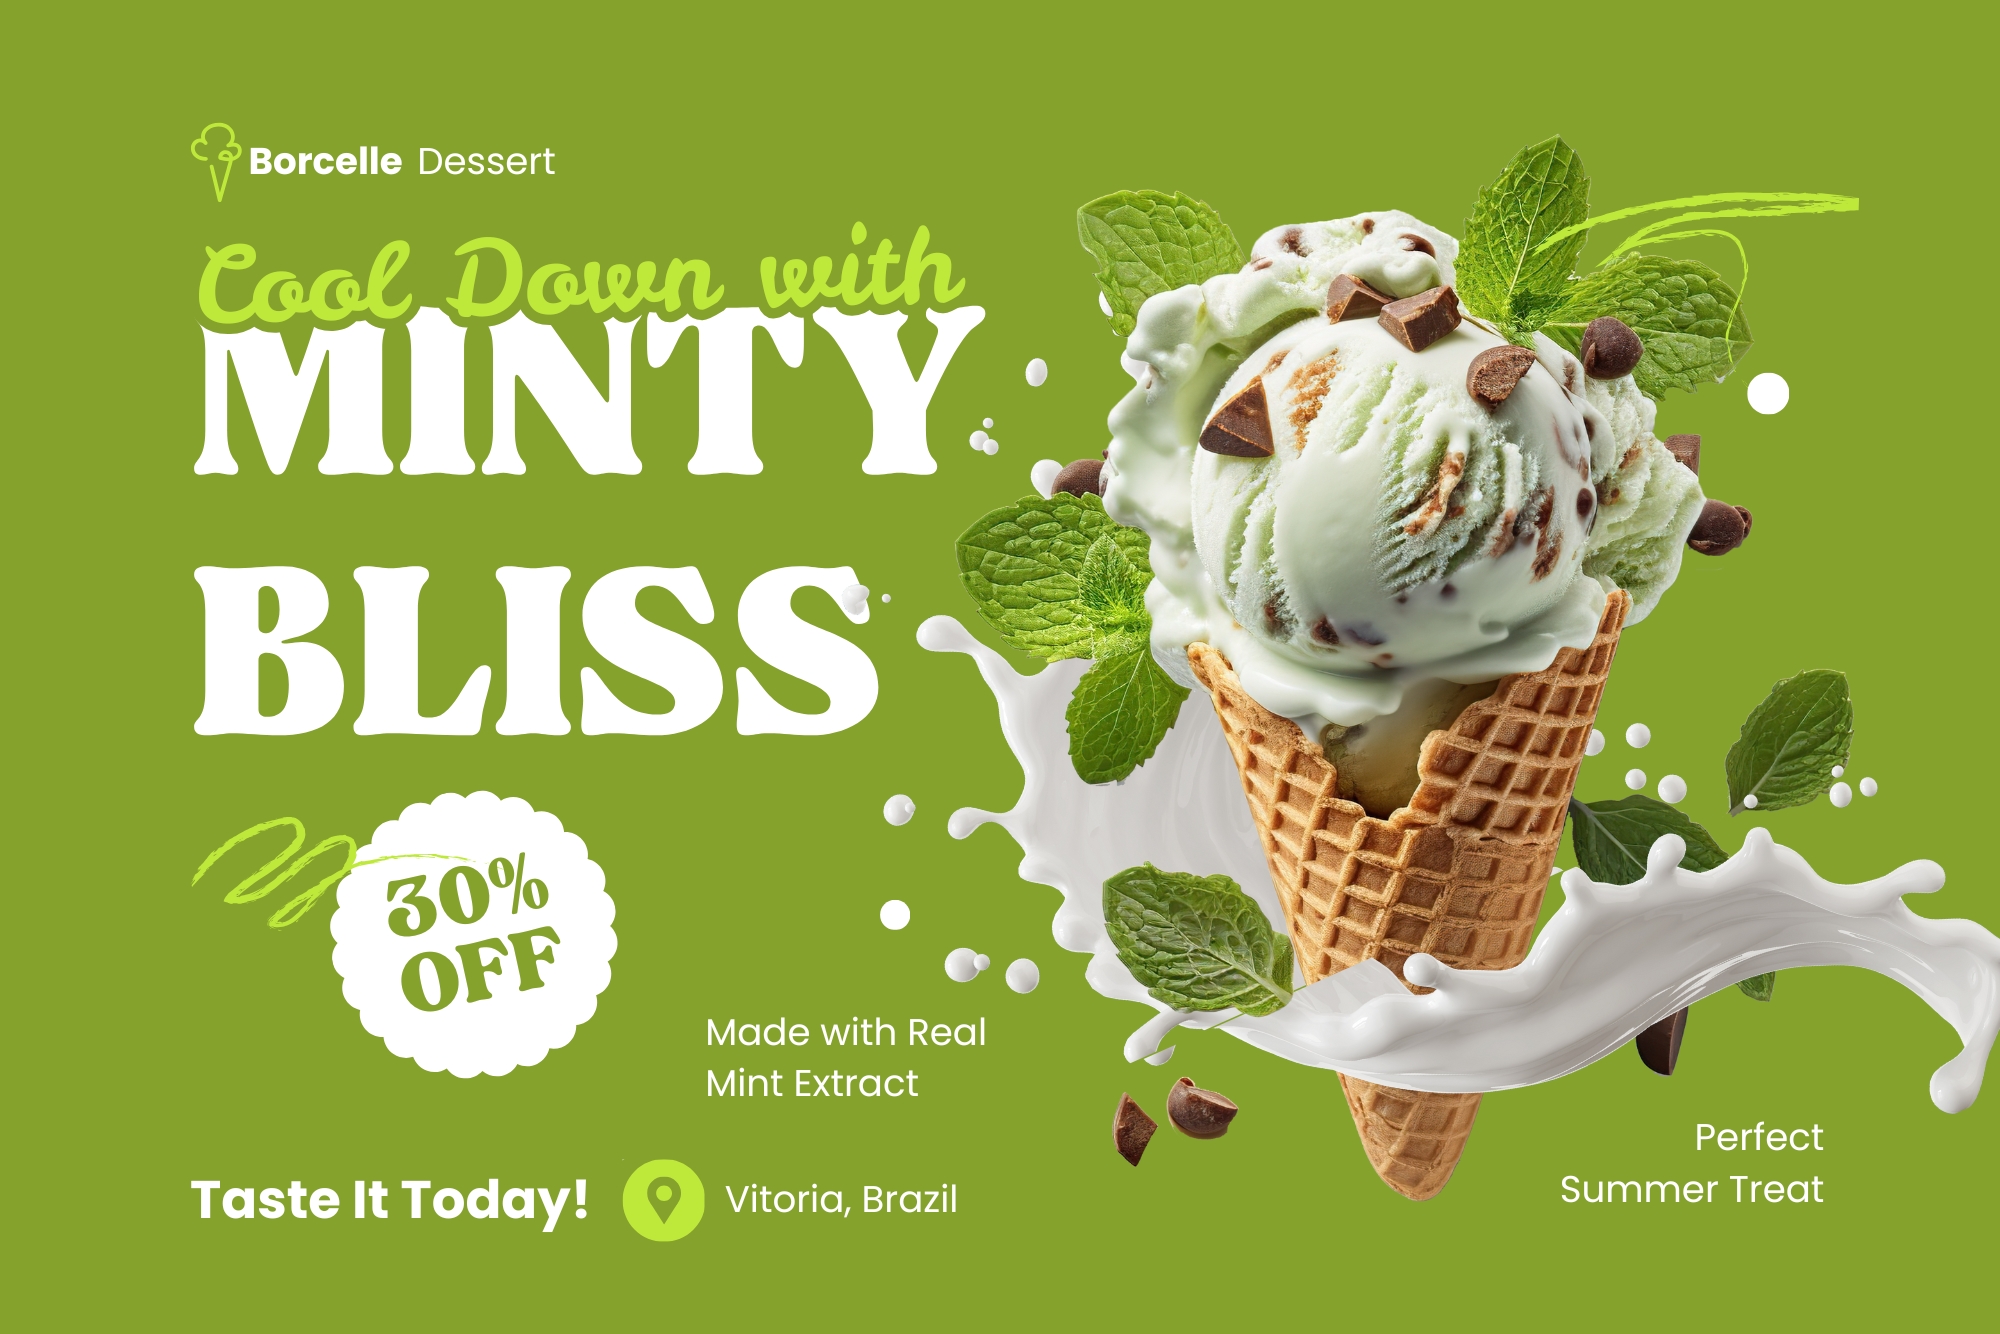 Borcelle Dessert
Cool Down with
MINTY
BLISS
30%
OFF
Made with Real
Mint Extract
Taste It Today!
Vitoria, Brazil
Perfect
Summer Treat